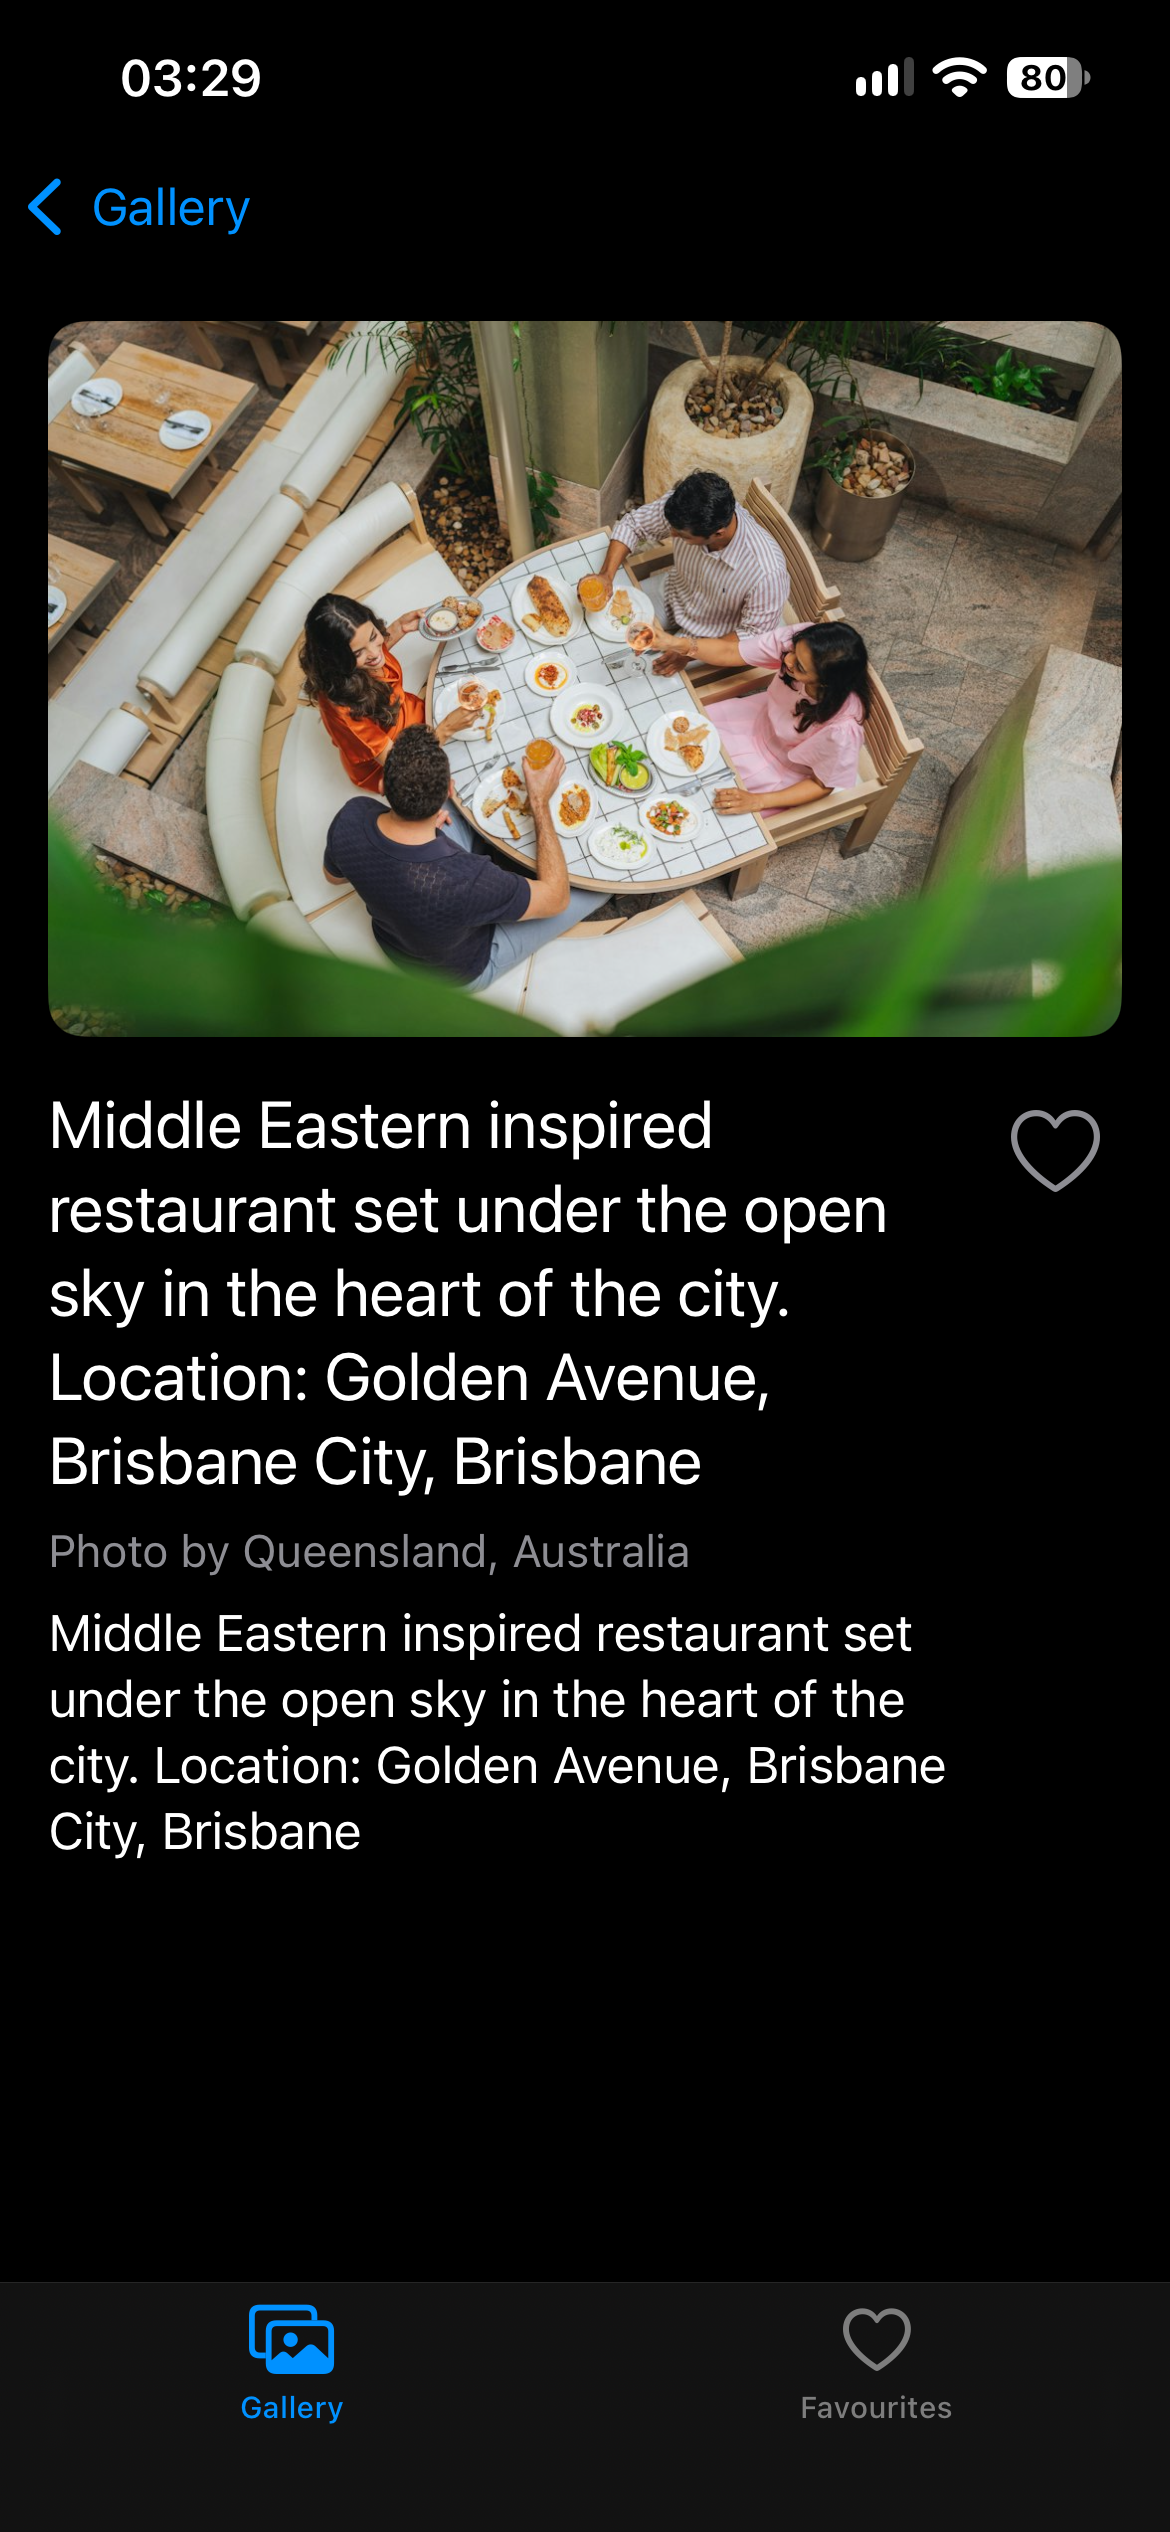 03:29
80
Gallery
Middle Eastern inspired
restaurant set under the open
sky in the heart of the city.
Location: Golden Avenue,
Brisbane City, Brisbane
Photo by Queensland, Australia
Middle Eastern inspired restaurant set
under the open sky in the heart of the
city. Location: Golden Avenue, Brisbane
City, Brisbane
Gallery
Favourites